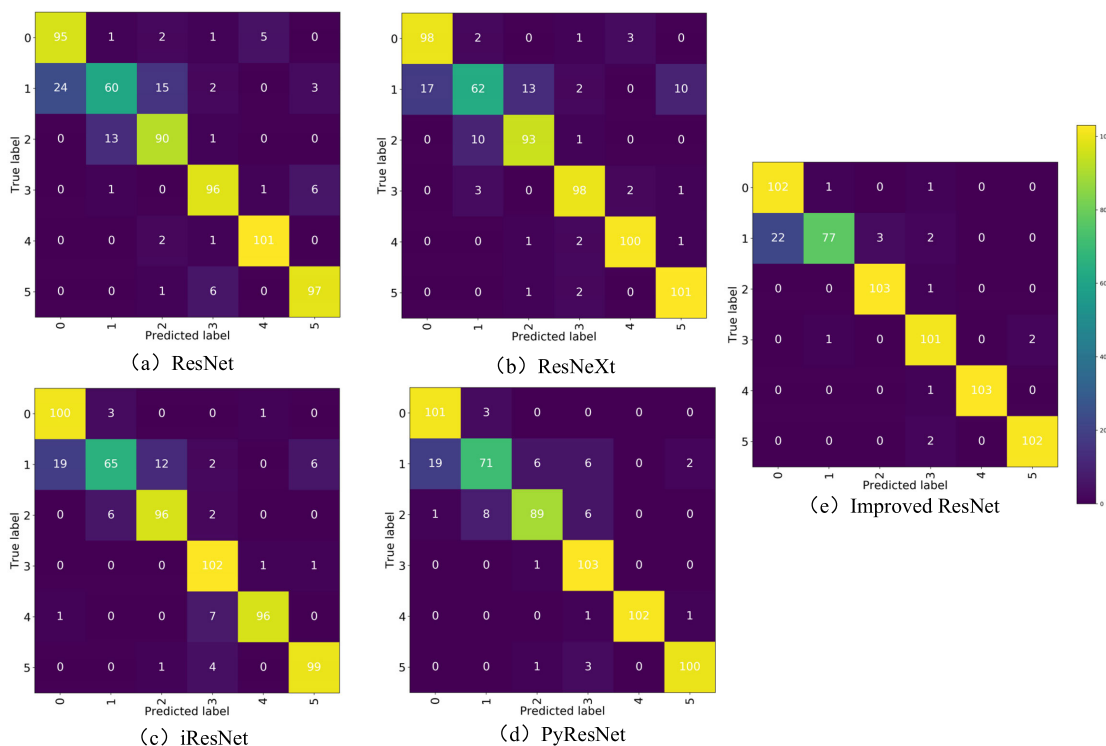 True label
0 95 1 2 1 5 0
1 24 60 15 2 0 3
2 0 13 90 1 0 0
3 0 1 0 96 1 6
4 0 0 2 1 101 0
5 0 0 1 6 0 97
0 1 2 3 4 5
Predicted label
(a) ResNet
True label
0 98 2 0 1 3 0
1 17 62 13 2 0 10
2 0 10 93 1 0 0
3 0 3 0 98 2 1
4 0 0 1 2 100 1
5 0 0 1 2 0 101
0 1 2 3 4 5
Predicted label
(b) ResNeXt
True label
0 100 3 0 0 1 0
1 19 65 12 2 0 6
2 0 6 96 2 0 0
3 0 0 0 102 1 1
4 1 0 0 7 96 0
5 0 0 1 4 0 99
0 1 2 3 4 5
Predicted label
(c) iResNet
True label
0 101 3 0 0 0 0
1 19 71 6 6 0 2
2 1 8 89 6 0 0
3 0 0 1 103 0 0
4 0 0 0 1 102 1
5 0 0 1 3 0 100
0 1 2 3 4 5
Predicted label
(d) PyResNet
True label
0 102 1 0 1 0 0
1 22 77 3 2 0 0
2 0 0 103 1 0 0
3 0 1 0 101 0 2
4 0 0 0 1 103 0
5 0 0 0 2 0 102
0 1 2 3 4 5
Predicted label
(e) Improved ResNet
80
60
40
20
0